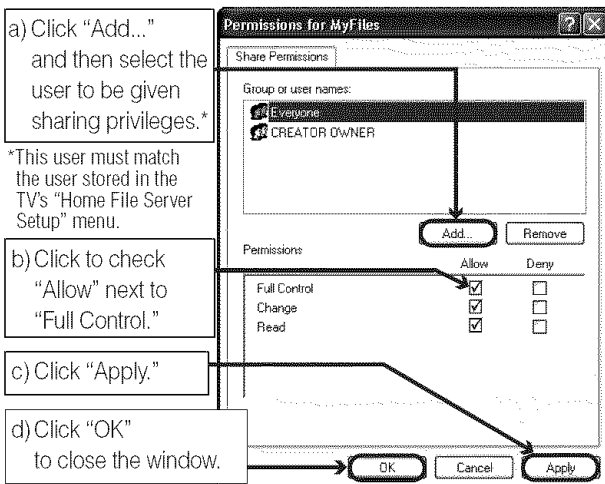 a) Click “Add...”
and then select the
user to be given
sharing privileges.*
*This user must match
the user stored in the
TV's “Home File Server
Setup” menu.
b) Click to check
“Allow” next to
“Full Control.”
c) Click “Apply.”
d) Click “OK”
to close the window.
Permissions for MyFiles
Share Permissions
Group or user names:
Everyone
CREATOR OWNER
Add... Remove
Permissions Allow Deny
Full Control
Change
Read
OK Cancel Apply